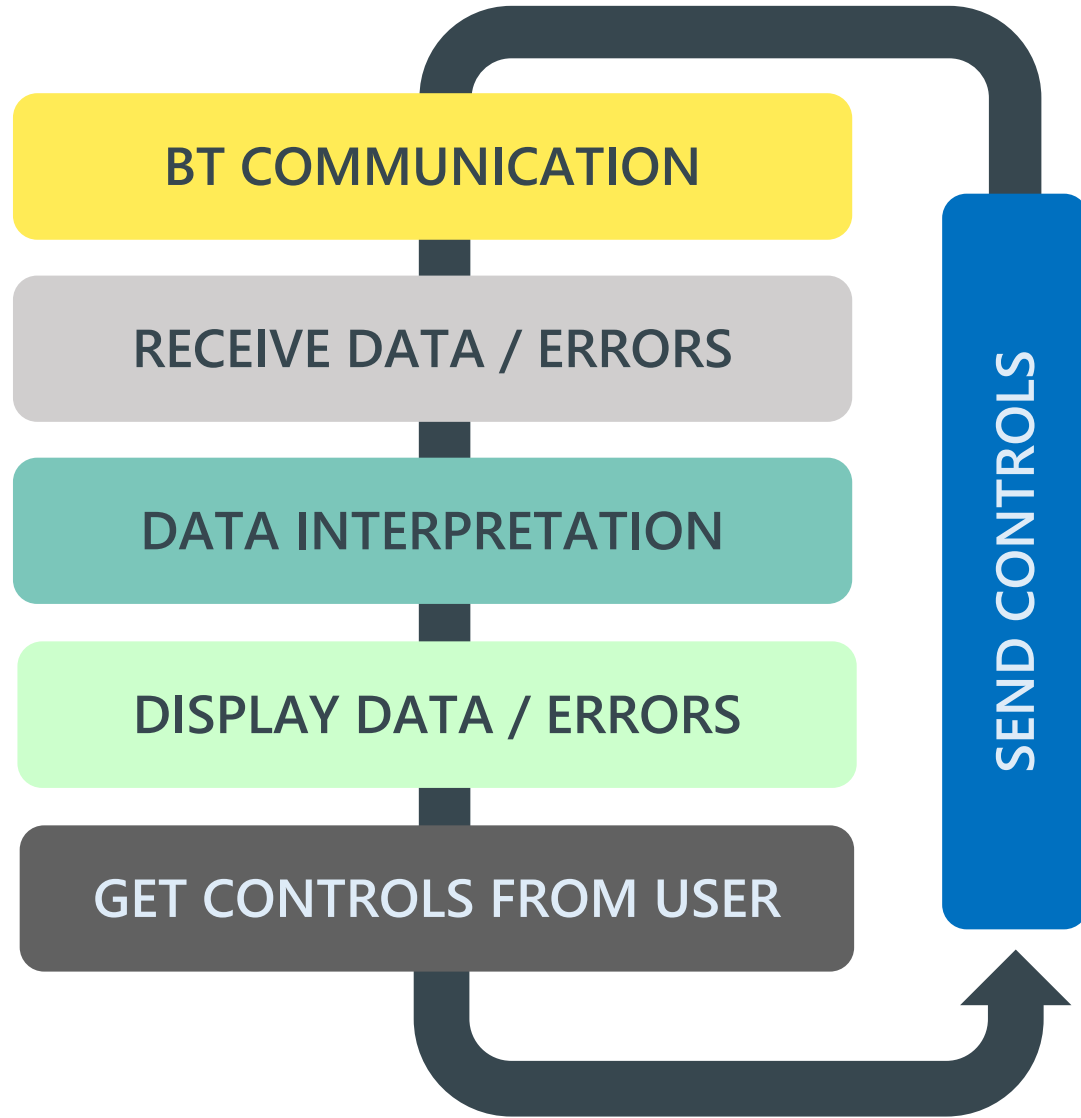 BT COMMUNICATION
RECEIVE DATA / ERRORS
DATA INTERPRETATION
DISPLAY DATA / ERRORS
GET CONTROLS FROM USER
SEND CONTROLS